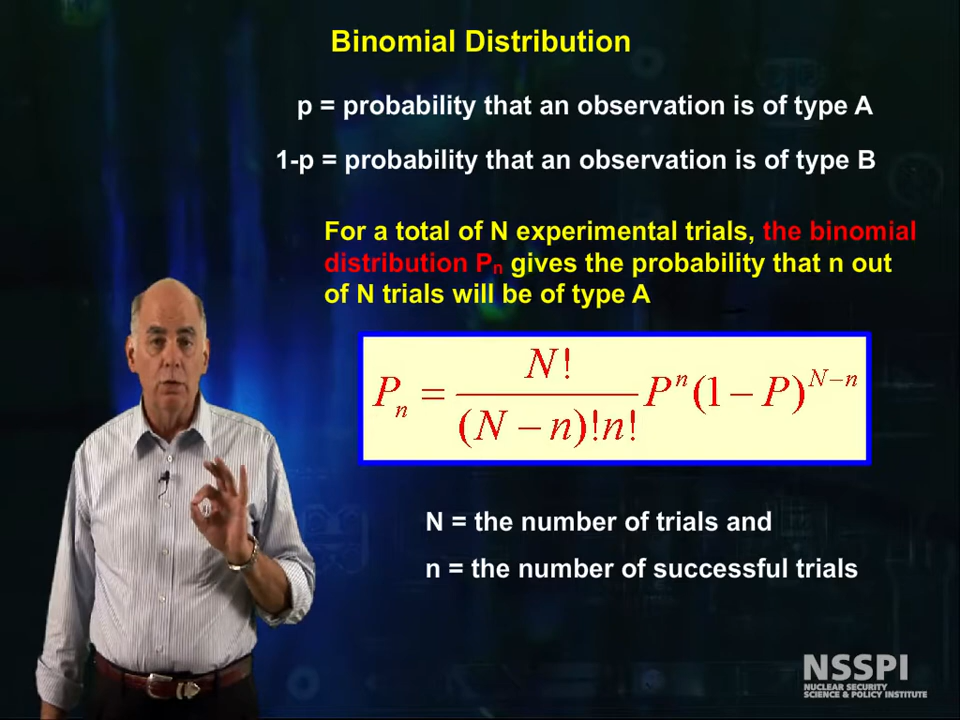 Binomial Distribution
p = probability that an observation is of type A
1-p = probability that an observation is of type B
For a total of N experimental trials, the binomial
distribution Pₙ gives the probability that n out
of N trials will be of type A
Pₙ = N! / (N − n)!n! Pⁿ(1 − P)ᴺ⁻ⁿ
N = the number of trials and
n = the number of successful trials
NSSPI
NUCLEAR SECURITY
SCIENCE & POLICY INSTITUTE